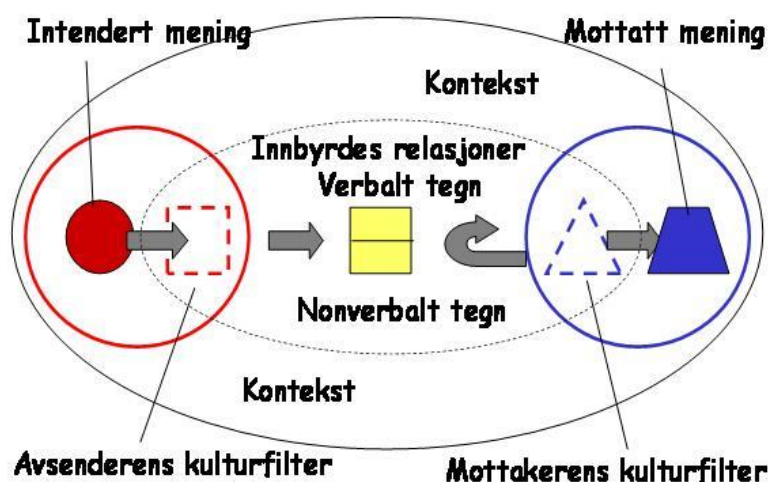 Intendert mening
Mottatt mening
Kontekst
Innbyrdes relasjoner
Verbalt tegn
Nonverbalt tegn
Kontekst
Avsenderens kulturfilter
Mottakerens kulturfilter